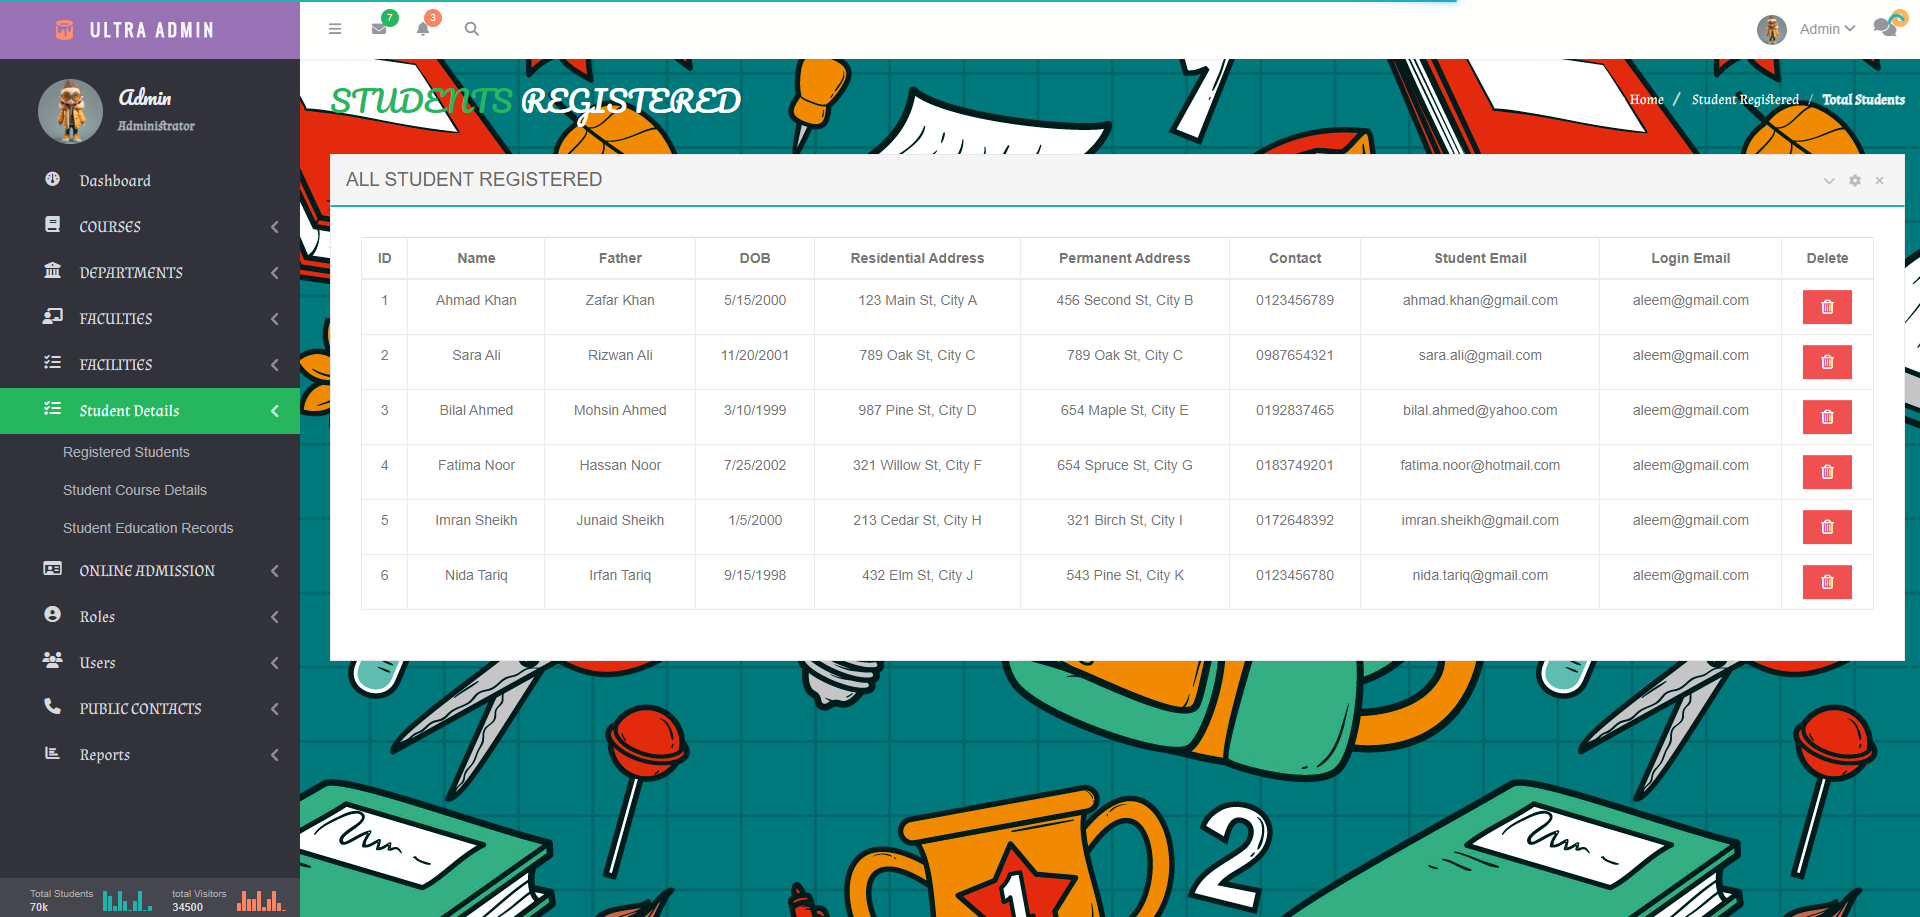 ULTRA ADMIN
7
3
Admin
Admin
Administrator
Dashboard
COURSES
DEPARTMENTS
FACULTIES
FACILITIES
Student Details
Registered Students
Student Course Details
Student Education Records
ONLINE ADMISSION
Roles
Users
PUBLIC CONTACTS
Reports
Total Students
70k
total Visitors
34500
STUDENTS REGISTERED
Home / Student Registered / Total Students
ALL STUDENT REGISTERED
ID Name Father DOB Residential Address Permanent Address Contact Student Email Login Email Delete
1 Ahmad Khan Zafar Khan 5/15/2000 123 Main St, City A 456 Second St, City B 0123456789 ahmad.khan@gmail.com aleem@gmail.com
2 Sara Ali Rizwan Ali 11/20/2001 789 Oak St, City C 789 Oak St, City C 0987654321 sara.ali@gmail.com aleem@gmail.com
3 Bilal Ahmed Mohsin Ahmed 3/10/1999 987 Pine St, City D 654 Maple St, City E 0192837465 bilal.ahmed@yahoo.com aleem@gmail.com
4 Fatima Noor Hassan Noor 7/25/2002 321 Willow St, City F 654 Spruce St, City G 0183749201 fatima.noor@hotmail.com aleem@gmail.com
5 Imran Sheikh Junaid Sheikh 1/5/2000 213 Cedar St, City H 321 Birch St, City I 0172648392 imran.sheikh@gmail.com aleem@gmail.com
6 Nida Tariq Irfan Tariq 9/15/1998 432 Elm St, City J 543 Pine St, City K 0123456780 nida.tariq@gmail.com aleem@gmail.com
1
2